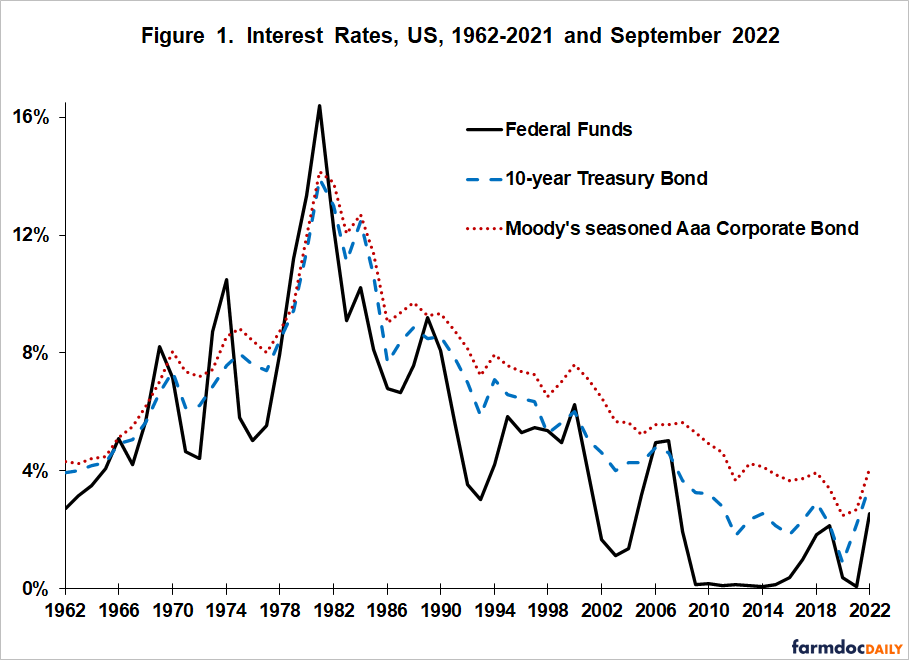 Figure 1. Interest Rates, US, 1962-2021 and September 2022
16%
12%
8%
4%
0%
Federal Funds
10-year Treasury Bond
Moody's seasoned Aaa Corporate Bond
1962 1966 1970 1974 1978 1982 1986 1990 1994 1998 2002 2006 2010 2014 2018 2022
farmdocDAILY